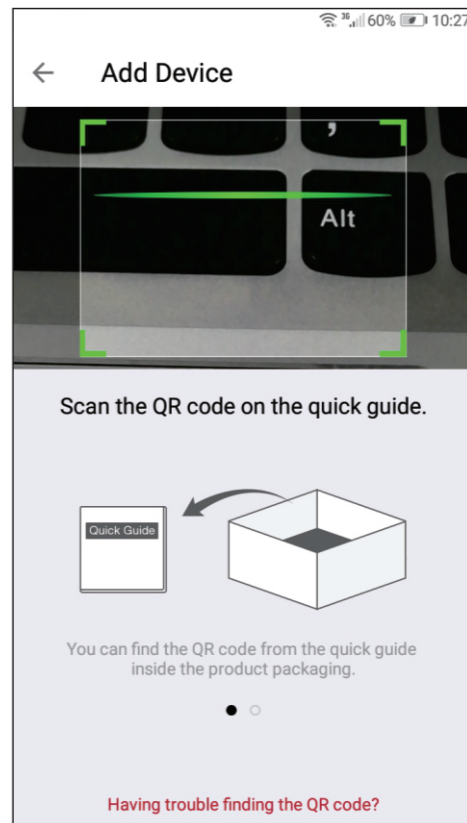 3G 60% 10:27
Add Device
,
Alt
Scan the QR code on the quick guide.
Quick Guide
You can find the QR code from the quick guide
inside the product packaging.
Having trouble finding the QR code?